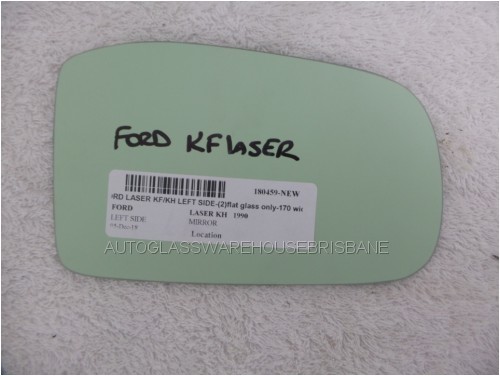 FORD KF LASER
180459-NEW
RD LASER KF/KH LEFT SIDE-(2)flat glass only-170 wid
FORD LASER KH 1990
LEFT SIDE MIRROR
Location
AUTOGLASSWAREHOUSEBRISBANE